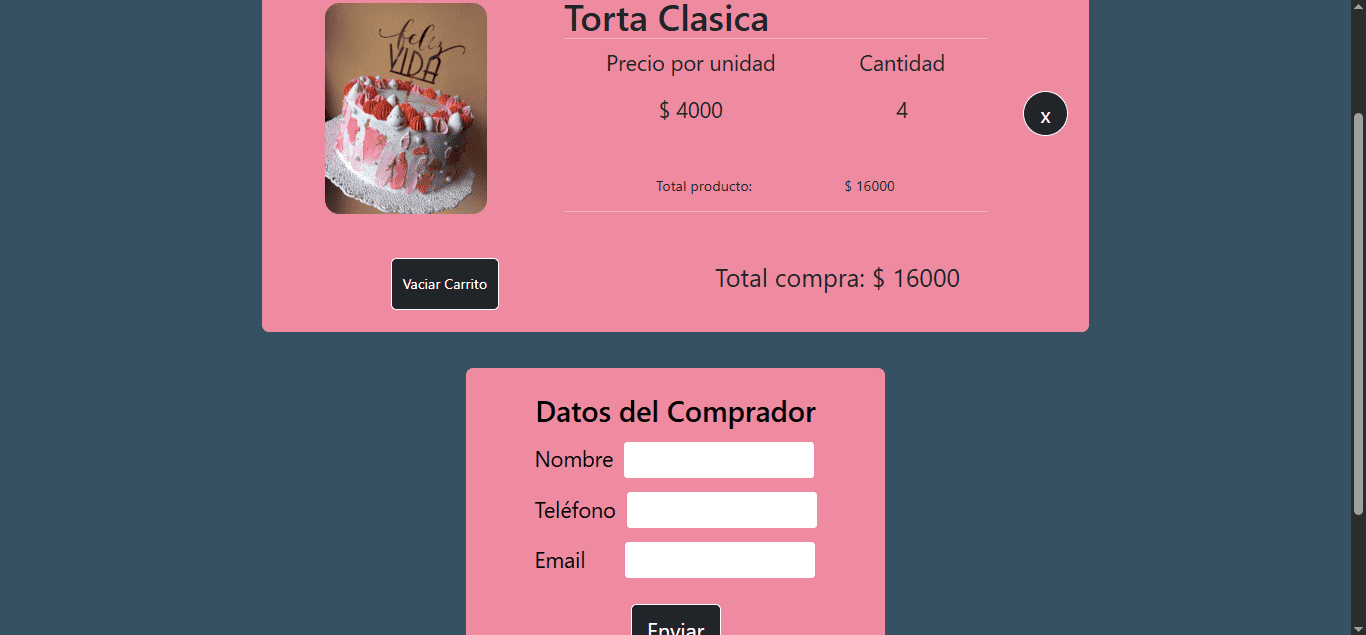 feliz
VIDA
Torta Clasica
Precio por unidad Cantidad
$ 4000 4
x
Total producto: $ 16000
Vaciar Carrito
Total compra: $ 16000
Datos del Comprador
Nombre
Teléfono
Email
Enviar